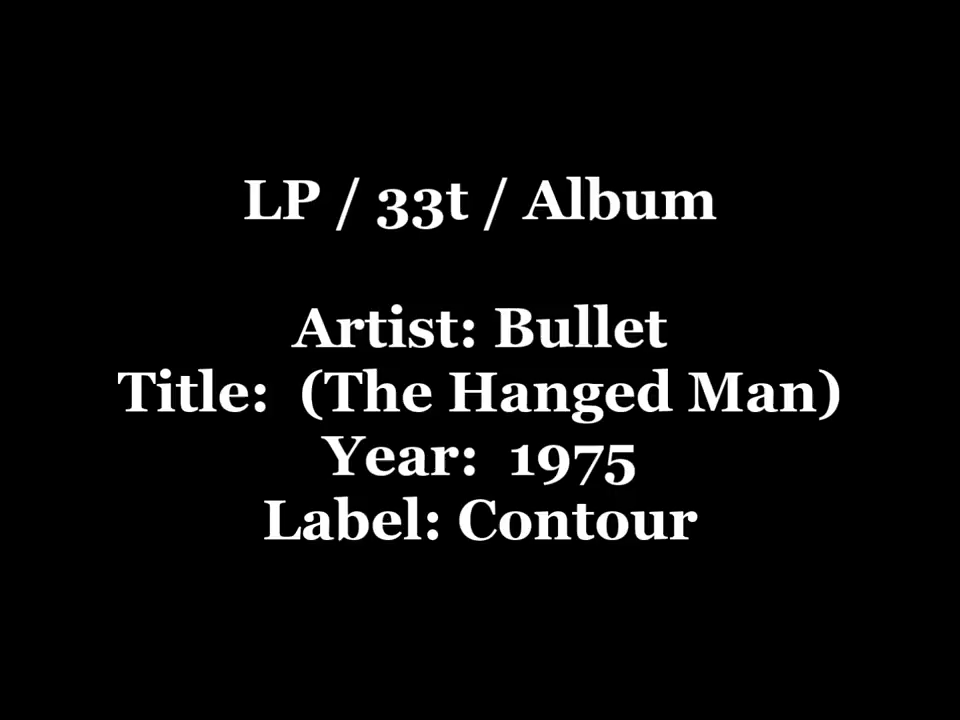 LP / 33t / Album
Artist: Bullet
Title:  (The Hanged Man)
Year:  1975
Label: Contour